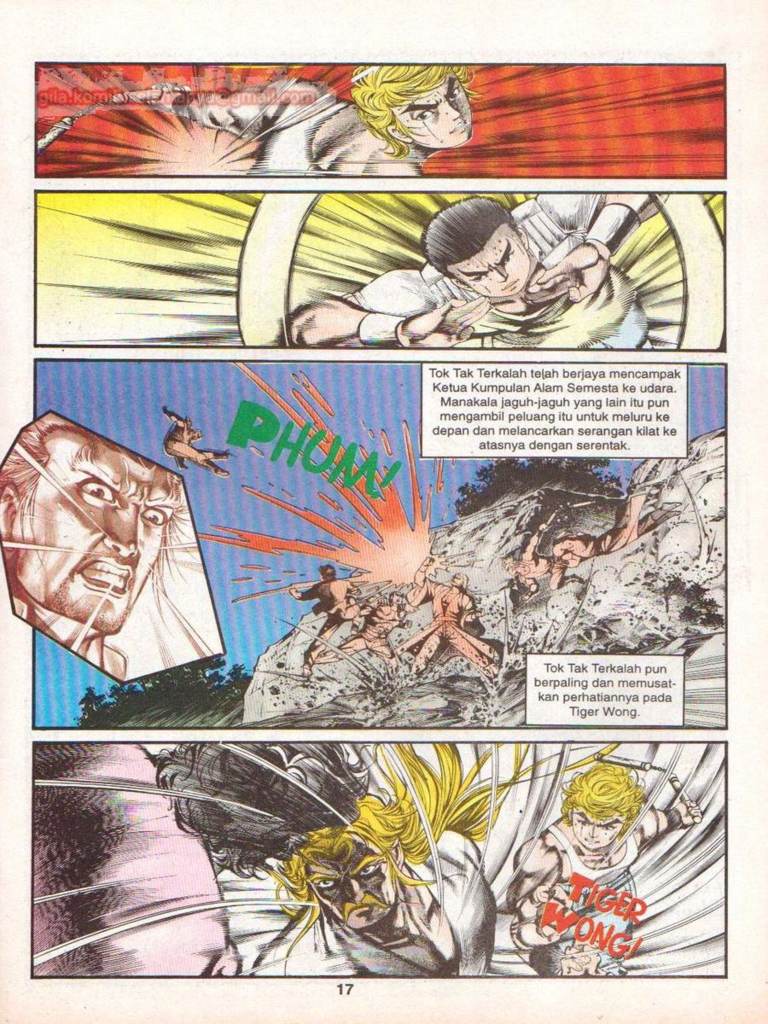 Tok Tak Terkalah telah berjaya mencampak
Ketua Kumpulan Alam Semesta ke udara.
Manakala jaguh-jaguh yang lain itu pun
mengambil peluang itu untuk meluru ke
depan dan melancarkan serangan kilat ke
atasnya dengan serentak.
PHUM!
Tok Tak Terkalah pun
berpaling dan memusat-
kan perhatiannya pada
Tiger Wong.
TIGER
WONG!
17